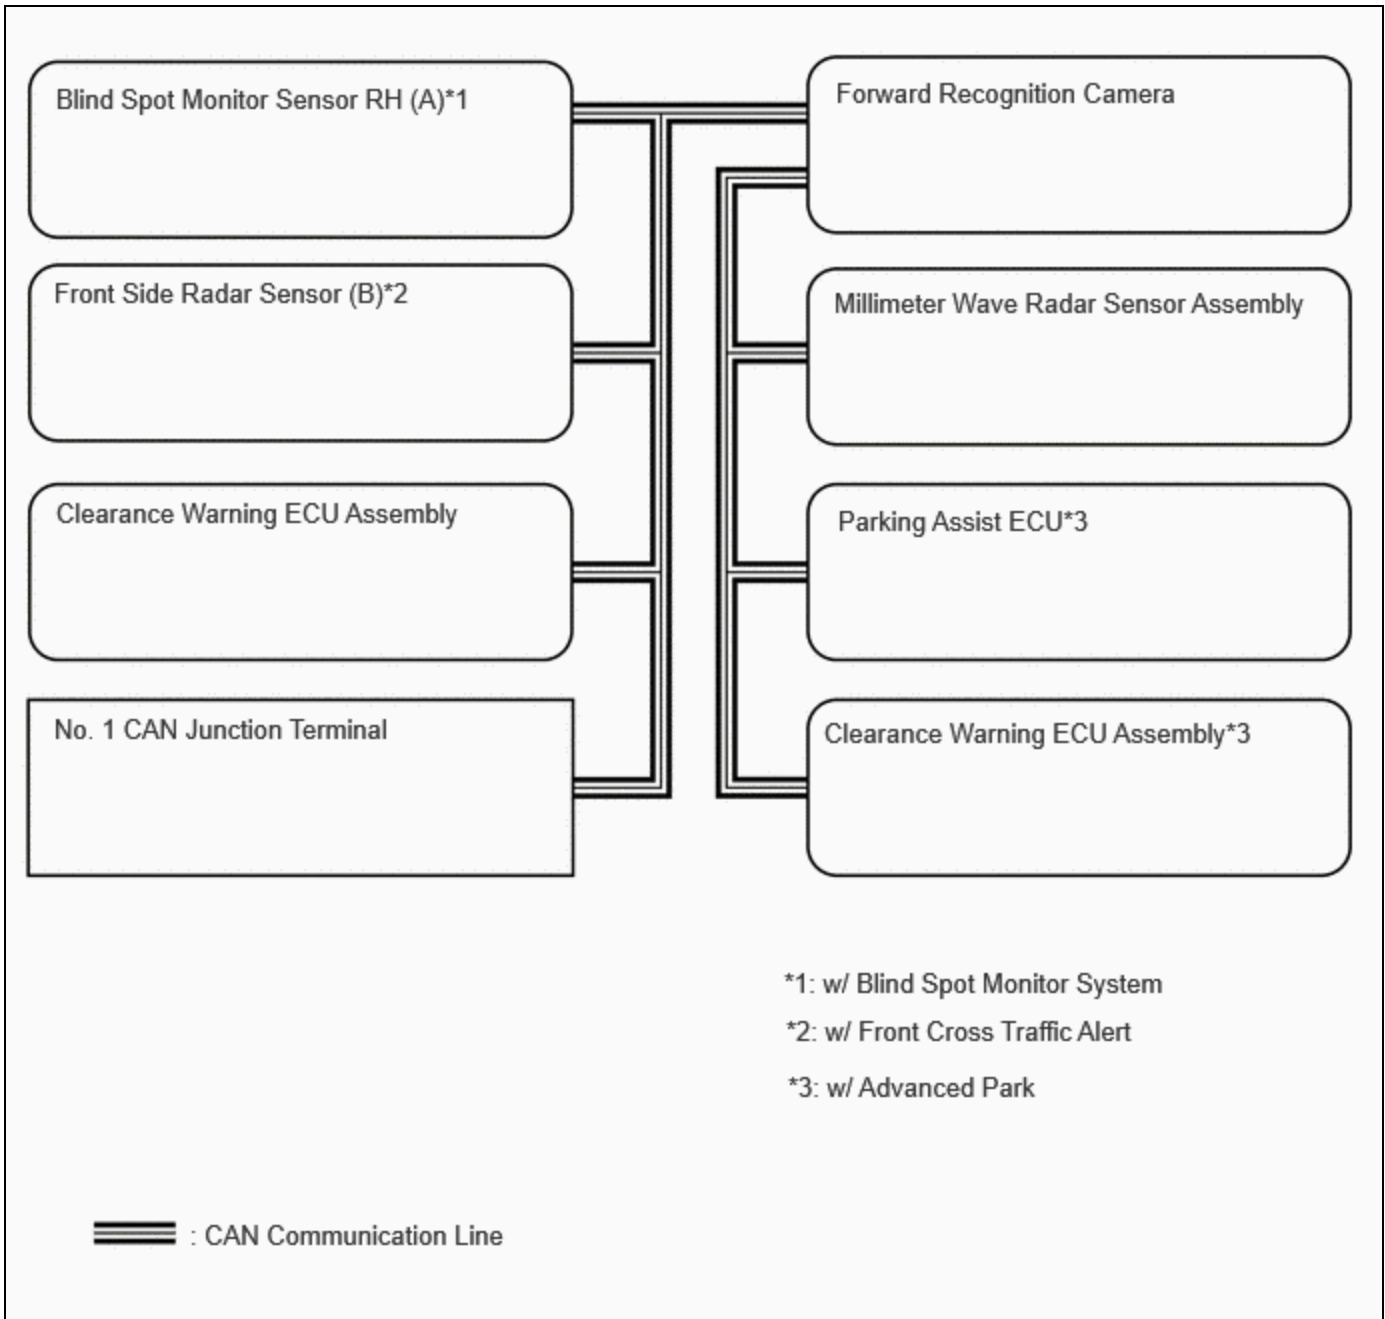 Blind Spot Monitor Sensor RH (A)*1
Forward Recognition Camera
Front Side Radar Sensor (B)*2
Millimeter Wave Radar Sensor Assembly
Clearance Warning ECU Assembly
Parking Assist ECU*3
No. 1 CAN Junction Terminal
Clearance Warning ECU Assembly*3
*1: w/ Blind Spot Monitor System
*2: w/ Front Cross Traffic Alert
*3: w/ Advanced Park
: CAN Communication Line